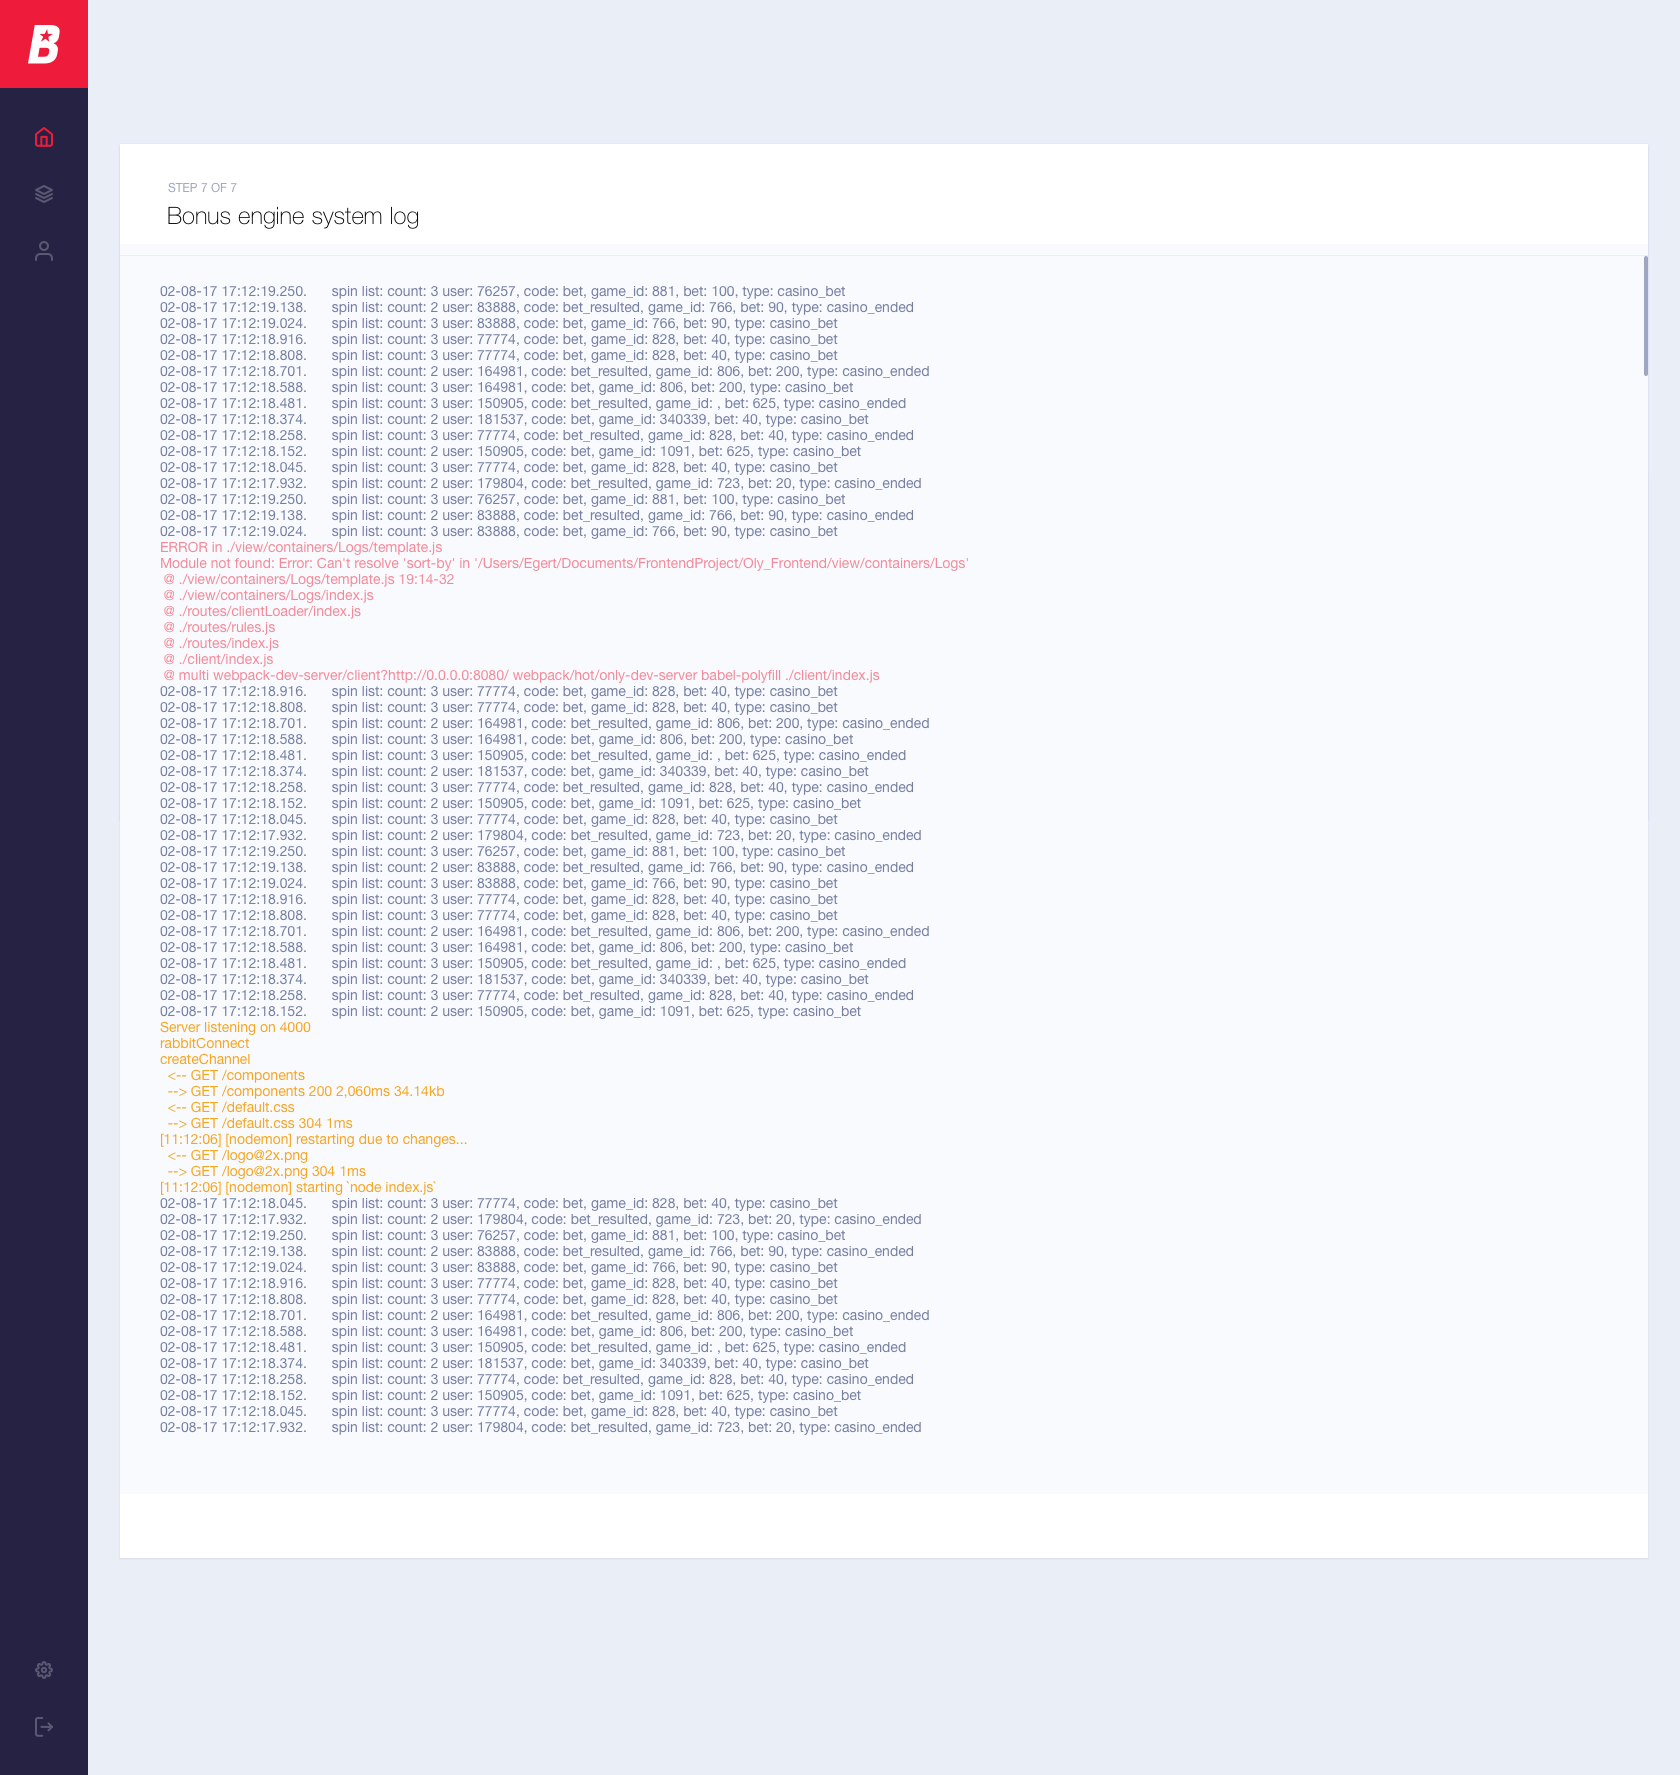 B
STEP 7 OF 7
Bonus engine system log
02-08-17 17:12:19.250. spin list: count: 3 user: 76257, code: bet, game_id: 881, bet: 100, type: casino_bet
02-08-17 17:12:19.138. spin list: count: 2 user: 83888, code: bet_resulted, game_id: 766, bet: 90, type: casino_ended
02-08-17 17:12:19.024. spin list: count: 3 user: 83888, code: bet, game_id: 766, bet: 90, type: casino_bet
02-08-17 17:12:18.916. spin list: count: 3 user: 77774, code: bet, game_id: 828, bet: 40, type: casino_bet
02-08-17 17:12:18.808. spin list: count: 3 user: 77774, code: bet, game_id: 828, bet: 40, type: casino_bet
02-08-17 17:12:18.701. spin list: count: 2 user: 164981, code: bet_resulted, game_id: 806, bet: 200, type: casino_ended
02-08-17 17:12:18.588. spin list: count: 3 user: 164981, code: bet, game_id: 806, bet: 200, type: casino_bet
02-08-17 17:12:18.481. spin list: count: 3 user: 150905, code: bet_resulted, game_id: , bet: 625, type: casino_ended
02-08-17 17:12:18.374. spin list: count: 2 user: 181537, code: bet, game_id: 340339, bet: 40, type: casino_bet
02-08-17 17:12:18.258. spin list: count: 3 user: 77774, code: bet_resulted, game_id: 828, bet: 40, type: casino_ended
02-08-17 17:12:18.152. spin list: count: 2 user: 150905, code: bet, game_id: 1091, bet: 625, type: casino_bet
02-08-17 17:12:18.045. spin list: count: 3 user: 77774, code: bet, game_id: 828, bet: 40, type: casino_bet
02-08-17 17:12:17.932. spin list: count: 2 user: 179804, code: bet_resulted, game_id: 723, bet: 20, type: casino_ended
02-08-17 17:12:19.250. spin list: count: 3 user: 76257, code: bet, game_id: 881, bet: 100, type: casino_bet
02-08-17 17:12:19.138. spin list: count: 2 user: 83888, code: bet_resulted, game_id: 766, bet: 90, type: casino_ended
02-08-17 17:12:19.024. spin list: count: 3 user: 83888, code: bet, game_id: 766, bet: 90, type: casino_bet
ERROR in ./view/containers/Logs/template.js
Module not found: Error: Can't resolve 'sort-by' in '/Users/Egert/Documents/FrontendProject/Oly_Frontend/view/containers/Logs'
@ ./view/containers/Logs/template.js 19:14-32
@ ./view/containers/Logs/index.js
@ ./routes/clientLoader/index.js
@ ./routes/rules.js
@ ./routes/index.js
@ ./client/index.js
@ multi webpack-dev-server/client?http://0.0.0.0:8080/ webpack/hot/only-dev-server babel-polyfill ./client/index.js
02-08-17 17:12:18.916. spin list: count: 3 user: 77774, code: bet, game_id: 828, bet: 40, type: casino_bet
02-08-17 17:12:18.808. spin list: count: 3 user: 77774, code: bet, game_id: 828, bet: 40, type: casino_bet
02-08-17 17:12:18.701. spin list: count: 2 user: 164981, code: bet_resulted, game_id: 806, bet: 200, type: casino_ended
02-08-17 17:12:18.588. spin list: count: 3 user: 164981, code: bet, game_id: 806, bet: 200, type: casino_bet
02-08-17 17:12:18.481. spin list: count: 3 user: 150905, code: bet_resulted, game_id: , bet: 625, type: casino_ended
02-08-17 17:12:18.374. spin list: count: 2 user: 181537, code: bet, game_id: 340339, bet: 40, type: casino_bet
02-08-17 17:12:18.258. spin list: count: 3 user: 77774, code: bet_resulted, game_id: 828, bet: 40, type: casino_ended
02-08-17 17:12:18.152. spin list: count: 2 user: 150905, code: bet, game_id: 1091, bet: 625, type: casino_bet
02-08-17 17:12:18.045. spin list: count: 3 user: 77774, code: bet, game_id: 828, bet: 40, type: casino_bet
02-08-17 17:12:17.932. spin list: count: 2 user: 179804, code: bet_resulted, game_id: 723, bet: 20, type: casino_ended
02-08-17 17:12:19.250. spin list: count: 3 user: 76257, code: bet, game_id: 881, bet: 100, type: casino_bet
02-08-17 17:12:19.138. spin list: count: 2 user: 83888, code: bet_resulted, game_id: 766, bet: 90, type: casino_ended
02-08-17 17:12:19.024. spin list: count: 3 user: 83888, code: bet, game_id: 766, bet: 90, type: casino_bet
02-08-17 17:12:18.916. spin list: count: 3 user: 77774, code: bet, game_id: 828, bet: 40, type: casino_bet
02-08-17 17:12:18.808. spin list: count: 3 user: 77774, code: bet, game_id: 828, bet: 40, type: casino_bet
02-08-17 17:12:18.701. spin list: count: 2 user: 164981, code: bet_resulted, game_id: 806, bet: 200, type: casino_ended
02-08-17 17:12:18.588. spin list: count: 3 user: 164981, code: bet, game_id: 806, bet: 200, type: casino_bet
02-08-17 17:12:18.481. spin list: count: 3 user: 150905, code: bet_resulted, game_id: , bet: 625, type: casino_ended
02-08-17 17:12:18.374. spin list: count: 2 user: 181537, code: bet, game_id: 340339, bet: 40, type: casino_bet
02-08-17 17:12:18.258. spin list: count: 3 user: 77774, code: bet_resulted, game_id: 828, bet: 40, type: casino_ended
02-08-17 17:12:18.152. spin list: count: 2 user: 150905, code: bet, game_id: 1091, bet: 625, type: casino_bet
Server listening on 4000
rabbitConnect
createChannel
<-- GET /components
--> GET /components 200 2,060ms 34.14kb
<-- GET /default.css
--> GET /default.css 304 1ms
[11:12:06] [nodemon] restarting due to changes...
<-- GET /logo@2x.png
--> GET /logo@2x.png 304 1ms
[11:12:06] [nodemon] starting `node index.js`
02-08-17 17:12:18.045. spin list: count: 3 user: 77774, code: bet, game_id: 828, bet: 40, type: casino_bet
02-08-17 17:12:17.932. spin list: count: 2 user: 179804, code: bet_resulted, game_id: 723, bet: 20, type: casino_ended
02-08-17 17:12:19.250. spin list: count: 3 user: 76257, code: bet, game_id: 881, bet: 100, type: casino_bet
02-08-17 17:12:19.138. spin list: count: 2 user: 83888, code: bet_resulted, game_id: 766, bet: 90, type: casino_ended
02-08-17 17:12:19.024. spin list: count: 3 user: 83888, code: bet, game_id: 766, bet: 90, type: casino_bet
02-08-17 17:12:18.916. spin list: count: 3 user: 77774, code: bet, game_id: 828, bet: 40, type: casino_bet
02-08-17 17:12:18.808. spin list: count: 3 user: 77774, code: bet, game_id: 828, bet: 40, type: casino_bet
02-08-17 17:12:18.701. spin list: count: 2 user: 164981, code: bet_resulted, game_id: 806, bet: 200, type: casino_ended
02-08-17 17:12:18.588. spin list: count: 3 user: 164981, code: bet, game_id: 806, bet: 200, type: casino_bet
02-08-17 17:12:18.481. spin list: count: 3 user: 150905, code: bet_resulted, game_id: , bet: 625, type: casino_ended
02-08-17 17:12:18.374. spin list: count: 2 user: 181537, code: bet, game_id: 340339, bet: 40, type: casino_bet
02-08-17 17:12:18.258. spin list: count: 3 user: 77774, code: bet_resulted, game_id: 828, bet: 40, type: casino_ended
02-08-17 17:12:18.152. spin list: count: 2 user: 150905, code: bet, game_id: 1091, bet: 625, type: casino_bet
02-08-17 17:12:18.045. spin list: count: 3 user: 77774, code: bet, game_id: 828, bet: 40, type: casino_bet
02-08-17 17:12:17.932. spin list: count: 2 user: 179804, code: bet_resulted, game_id: 723, bet: 20, type: casino_ended